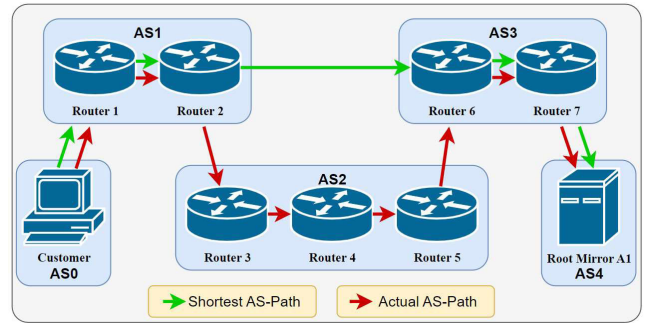 AS1
AS3
Router 1
Router 2
Router 6
Router 7
AS2
Customer
AS0
Router 3
Router 4
Router 5
Root Mirror A1
AS4
Shortest AS-Path
Actual AS-Path